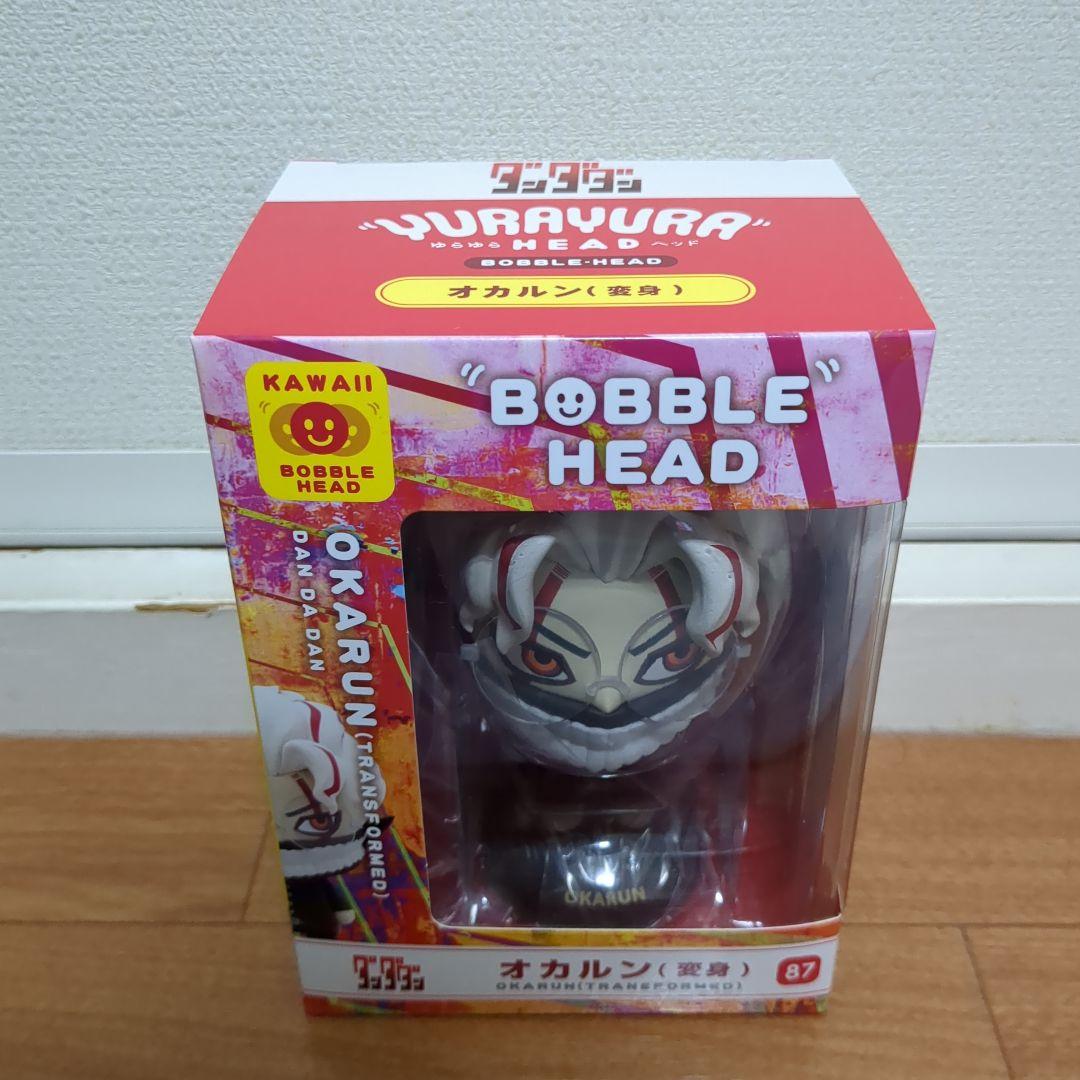 ダンダダン
"YURAYURA"
ゆらゆら HEAD ヘッド
BOBBLE-HEAD
オカルン(変身)
KAWAII
BOBBLE
HEAD
"BOBBLE"
HEAD
OKARUN(TRANSFORMED)
DAN DA DAN
OKARUN
ダンダダン
オカルン(変身)
OKARUN(TRANSFORMED)
87